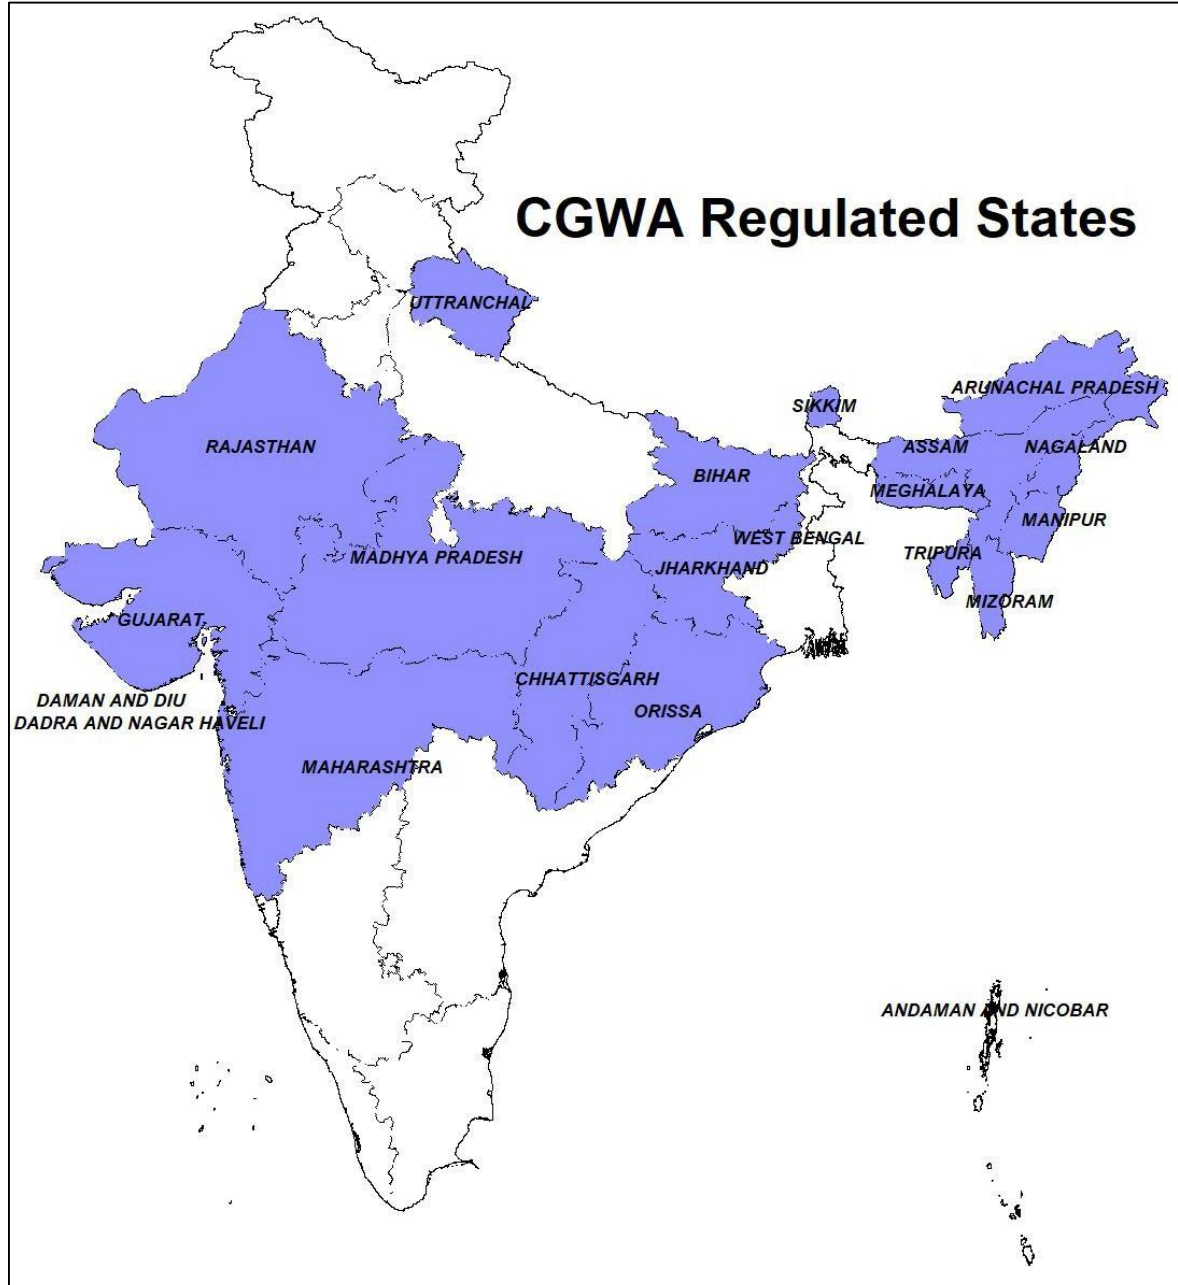 CGWA Regulated States
UTTRANCHAL
ARUNACHAL PRADESH
SIKKIM
RAJASTHAN
ASSAM
NAGALAND
BIHAR
MEGHALAYA
MANIPUR
WEST BENGAL
TRIPURA
MADHYA PRADESH
JHARKHAND
MIZORAM
GUJARAT
CHHATTISGARH
DAMAN AND DIU
ORISSA
DADRA AND NAGAR HAVELI
MAHARASHTRA
ANDAMAN AND NICOBAR